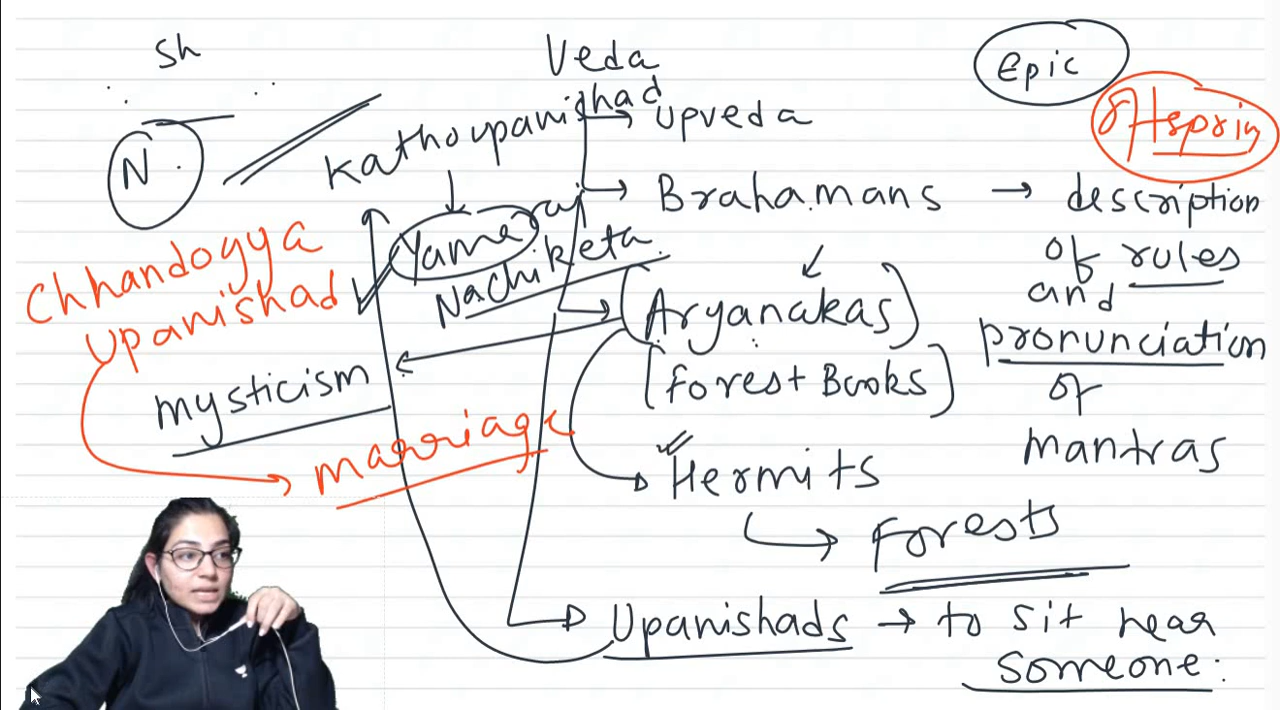 Sh
Veda
Epic
Kathoupanishad
Upveda
N
Brahamans → description
of rules
and
pronunciation
of
mantras
Yamaraj
Nachiketa
Chhandogya
Upanishad
(Aryanakas)
[Forest Books]
mysticism
marriage
Hermits
Forests
Upanishads → to sit near
someone: